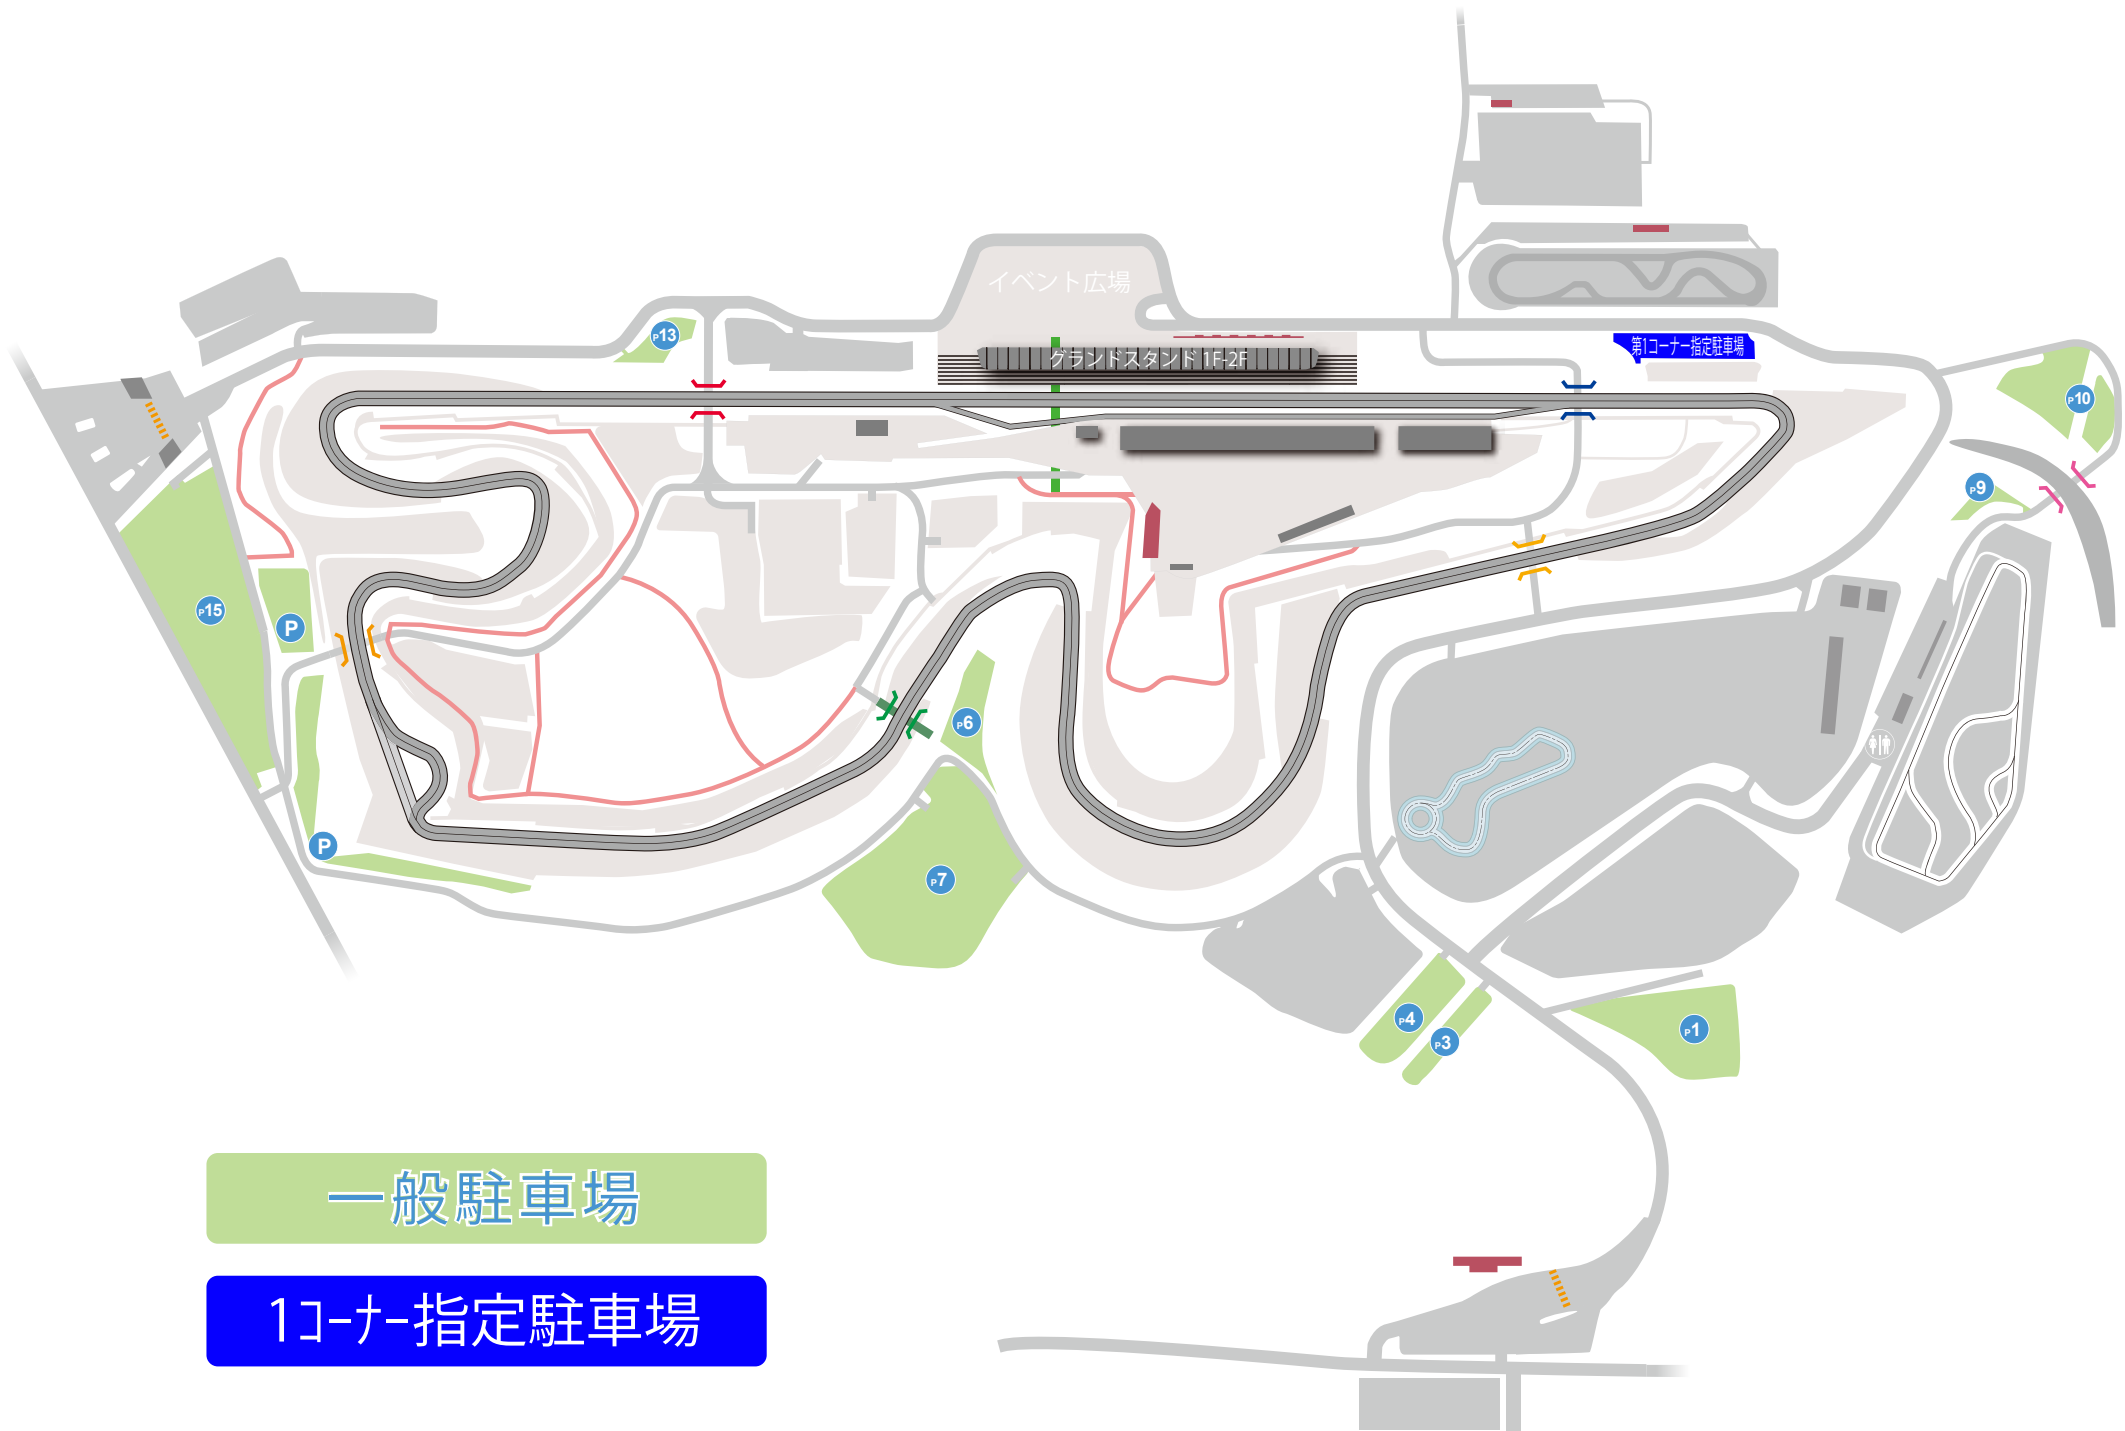 イベント広場
P13
グランドスタンド 1F-2F
第1コーナー指定駐車場
P10
P9
P15
P
P6
P
P7
P4
P3
P1
一般駐車場
1コーナー指定駐車場